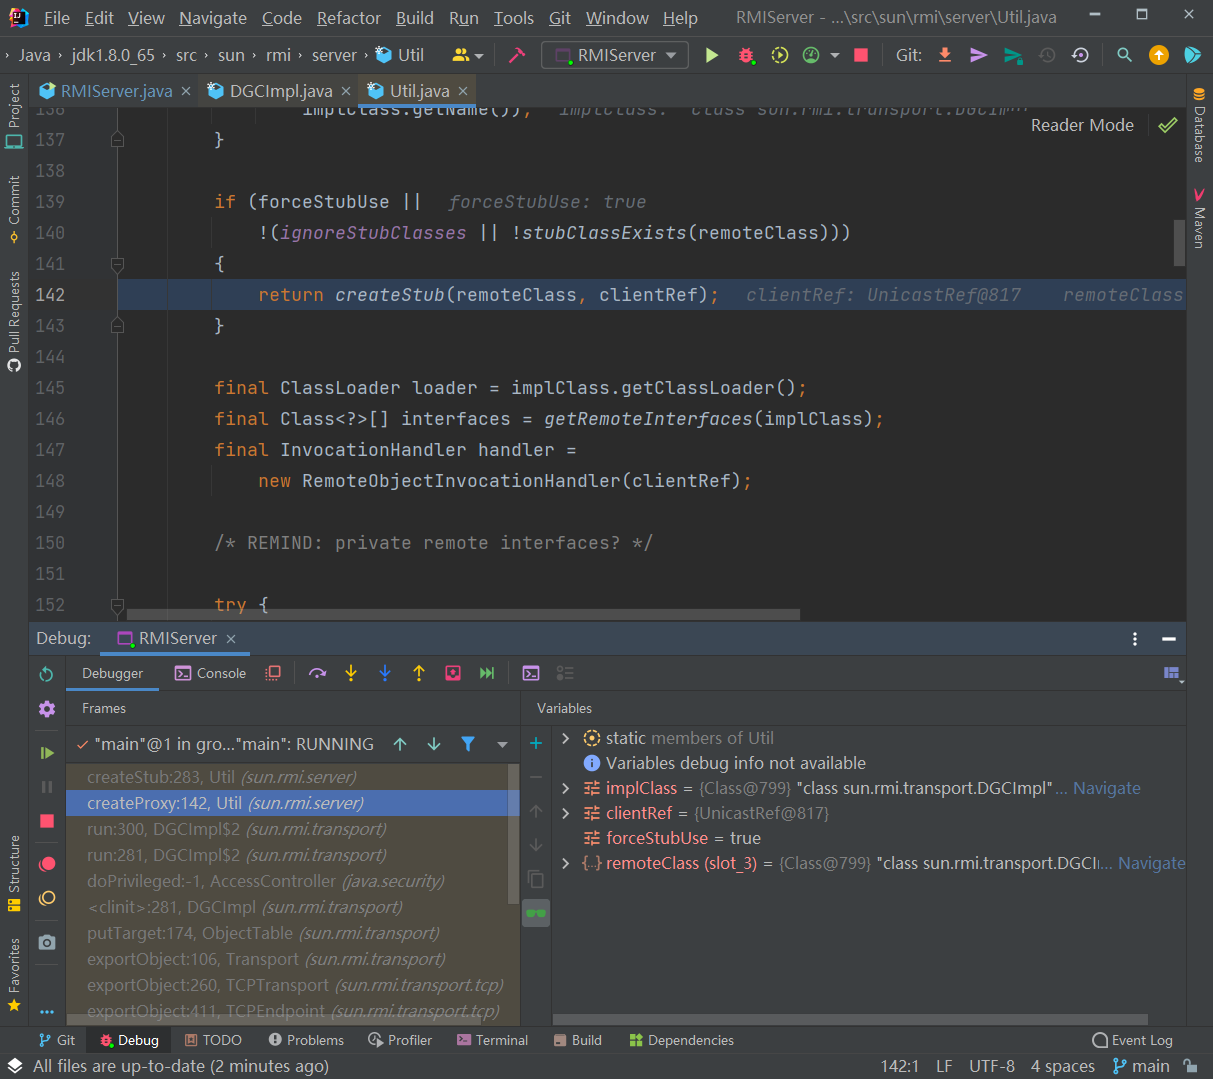 File Edit View Navigate Code Refactor Build Run Tools Git Window Help RMIServer - ...\src\sun\rmi\server\Util.java
Java jdk1.8.0_65 src sun rmi server Util RMIServer Git:
RMIServer.java DGCImpl.java Util.java
Project
Commit
Pull Requests
Structure
Favorites
Database
Maven
Reader Mode
136 implClass.getName()); implClass: "class sun.rmi.transport.DGCIm...
137 }
138
139 if (forceStubUse || forceStubUse: true
140 !(ignoreStubClasses || !stubClassExists(remoteClass)))
141 {
142 return createStub(remoteClass, clientRef); clientRef: UnicastRef@817 remoteClass
143 }
144
145 final ClassLoader loader = implClass.getClassLoader();
146 final Class<?>[] interfaces = getRemoteInterfaces(implClass);
147 final InvocationHandler handler =
148 new RemoteObjectInvocationHandler(clientRef);
149
150 /* REMIND: private remote interfaces? */
151
152 try {
Debug: RMIServer
Debugger Console
Frames
"main"@1 in gro..."main": RUNNING
createStub:283, Util (sun.rmi.server)
createProxy:142, Util (sun.rmi.server)
run:300, DGCImpl$2 (sun.rmi.transport)
run:281, DGCImpl$2 (sun.rmi.transport)
doPrivileged:-1, AccessController (java.security)
<clinit>:281, DGCImpl (sun.rmi.transport)
putTarget:174, ObjectTable (sun.rmi.transport)
exportObject:106, Transport (sun.rmi.transport)
exportObject:260, TCPTransport (sun.rmi.transport.tcp)
exportObject:411, TCPEndpoint (sun.rmi.transport.tcp)
Variables
static members of Util
Variables debug info not available
implClass = {Class@799} "class sun.rmi.transport.DGCImpl"... Navigate
clientRef = {UnicastRef@817}
forceStubUse = true
remoteClass (slot_3) = {Class@799} "class sun.rmi.transport.DGCI... Navigate
Git Debug TODO Problems Profiler Terminal Build Dependencies Event Log
All files are up-to-date (2 minutes ago) 142:1 LF UTF-8 4 spaces main